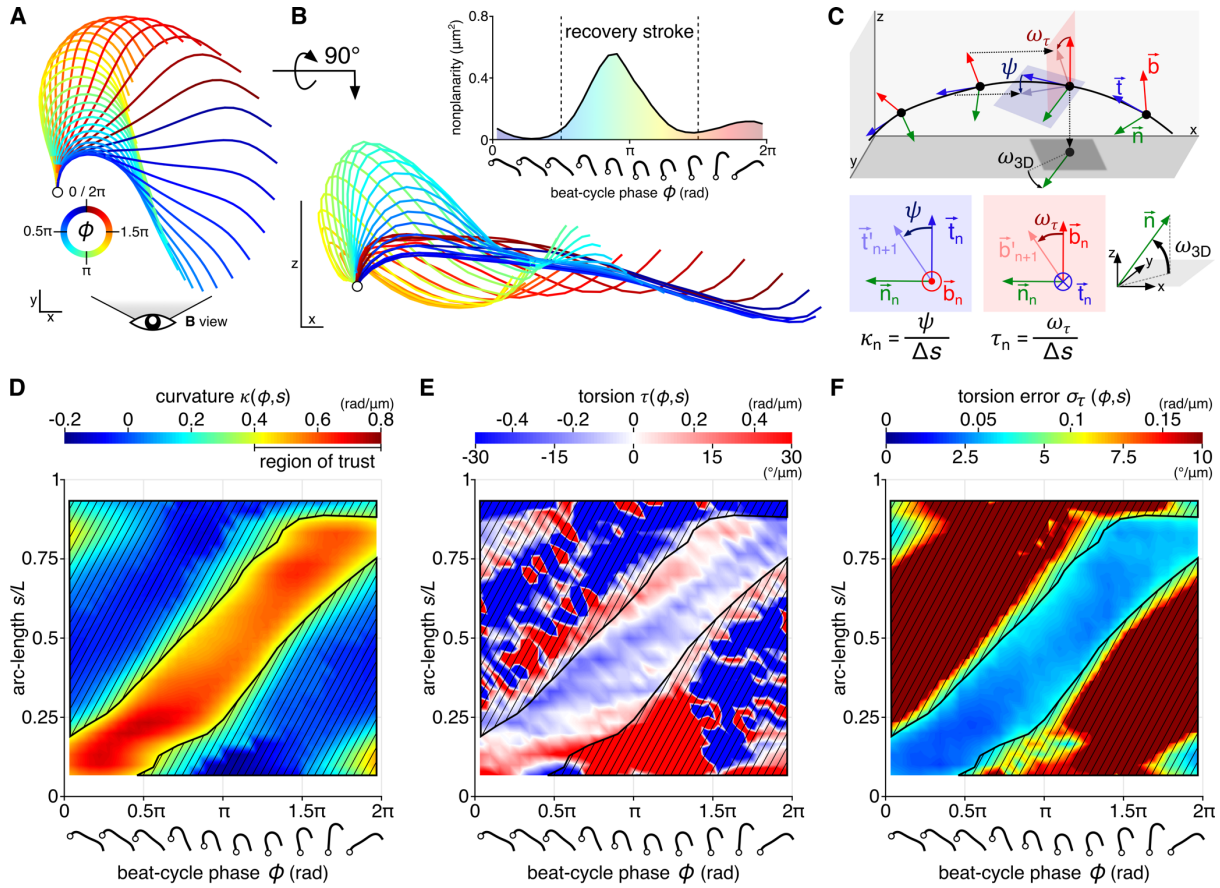 A
B
C
90°
nonplanarity (μm²)
0.8
0.4
0
recovery stroke
0
π
2π
beat-cycle phase ϕ (rad)
0 / 2π
0.5π
ϕ
1.5π
π
y
x
B view
z
x
z
y
x
ω_τ
ψ
t⃗
b⃗
n⃗
ω_3D
ψ
t⃗'_n+1
t⃗_n
n⃗_n
b⃗_n
ω_τ
b⃗'_n+1
b⃗_n
n⃗_n
t⃗_n
n⃗
ω_3D
z
y
x
κ_n = ψ / Δs
τ_n = ω_τ / Δs
D
curvature κ(ϕ,s)
(rad/μm)
-0.2 0 0.2 0.4 0.6 0.8
region of trust
arc-length s/L
1
0.75
0.5
0.25
0
0 0.5π π 1.5π 2π
beat-cycle phase ϕ (rad)
E
torsion τ(ϕ,s)
(rad/μm)
-0.4 -0.2 0 0.2 0.4
-30 -15 0 15 30
(°/μm)
arc-length s/L
1
0.75
0.5
0.25
0
0 0.5π π 1.5π 2π
beat-cycle phase ϕ (rad)
F
torsion error σ_τ (ϕ,s)
(rad/μm)
0 0.05 0.1 0.15
0 2.5 5 7.5 10
(°/μm)
arc-length s/L
1
0.75
0.5
0.25
0
0 0.5π π 1.5π 2π
beat-cycle phase ϕ (rad)